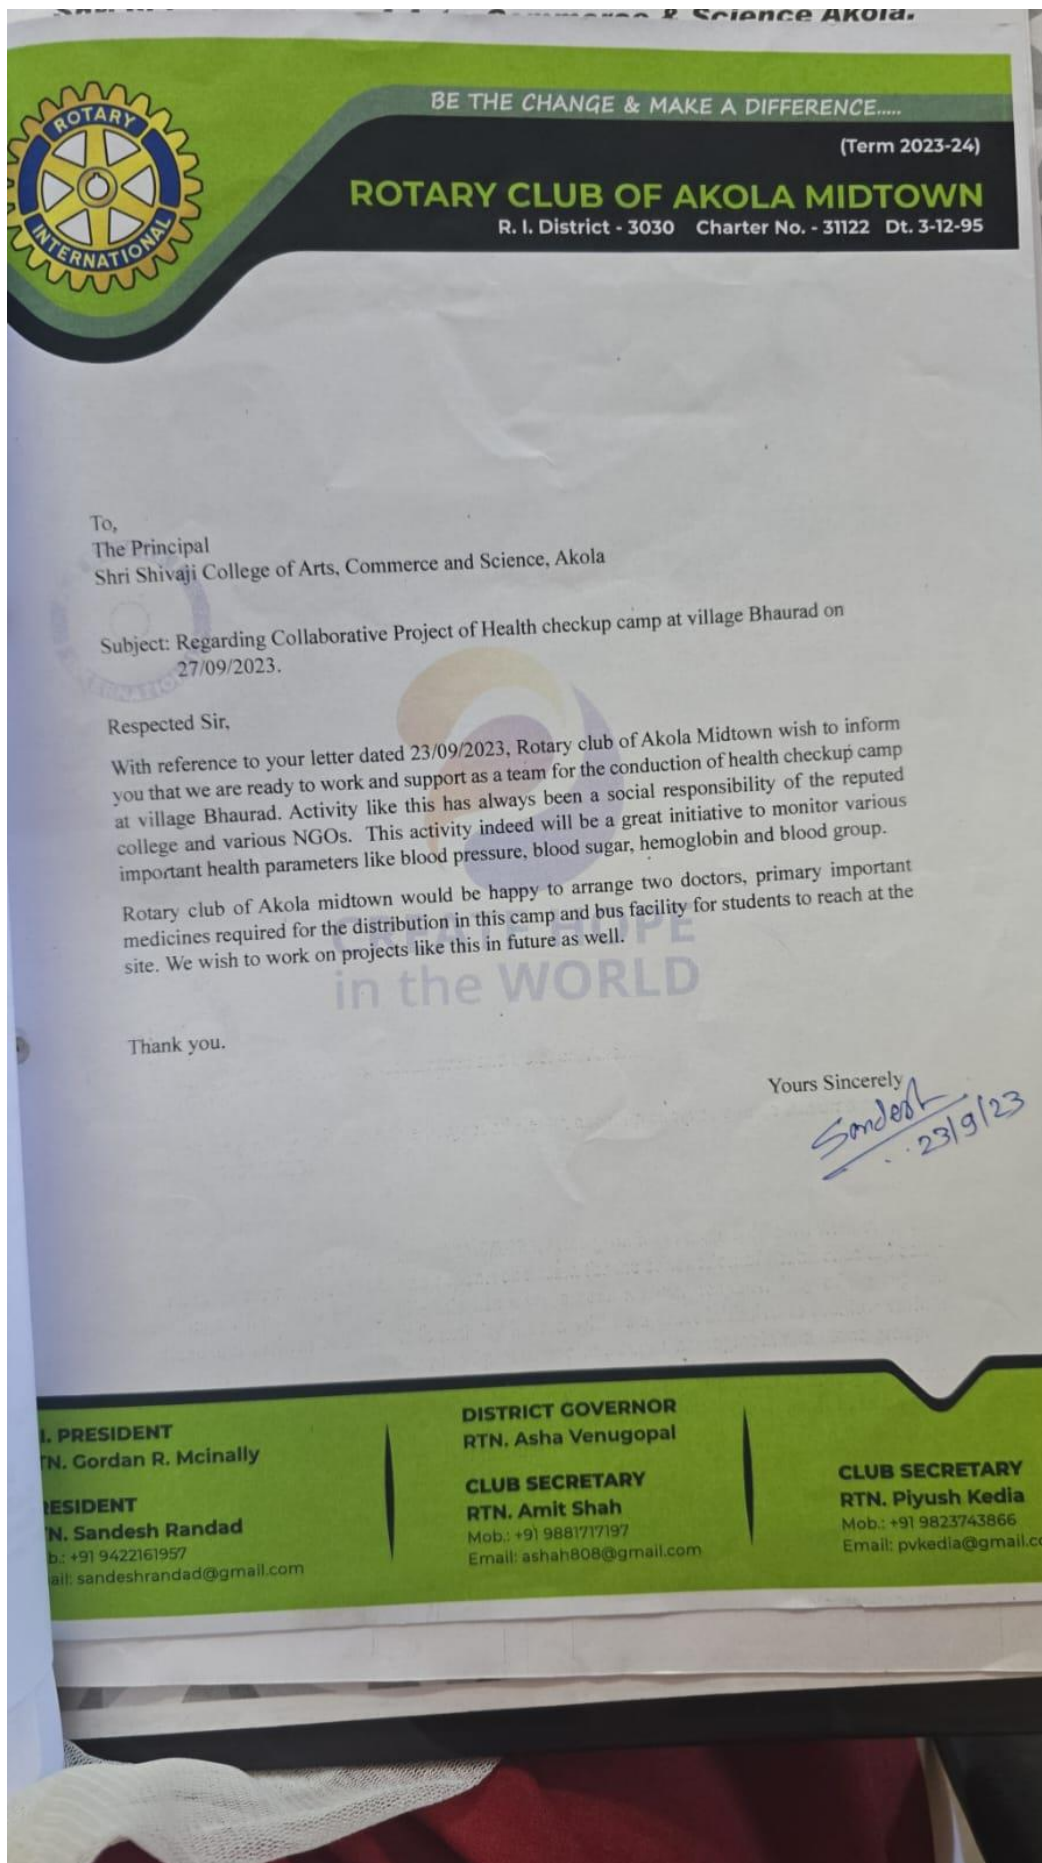 Commerce & Science Akola.
ROTARY
INTERNATIONAL
BE THE CHANGE & MAKE A DIFFERENCE.....
(Term 2023-24)
ROTARY CLUB OF AKOLA MIDTOWN
R. I. District - 3030 Charter No. - 31122 Dt. 3-12-95
To,
The Principal
Shri Shivaji College of Arts, Commerce and Science, Akola
Subject: Regarding Collaborative Project of Health checkup camp at village Bhaurad on
27/09/2023.
Respected Sir,
With reference to your letter dated 23/09/2023, Rotary club of Akola Midtown wish to inform
you that we are ready to work and support as a team for the conduction of health checkup camp
at village Bhaurad. Activity like this has always been a social responsibility of the reputed
college and various NGOs. This activity indeed will be a great initiative to monitor various
important health parameters like blood pressure, blood sugar, hemoglobin and blood group.
Rotary club of Akola midtown would be happy to arrange two doctors, primary important
medicines required for the distribution in this camp and bus facility for students to reach at the
site. We wish to work on projects like this in future as well.
CREATE HOPE
in the WORLD
Thank you.
Yours Sincerely
Sandesh
23/9/23
I. PRESIDENT
TN. Gordan R. Mcinally
RESIDENT
N. Sandesh Randad
b.: +91 9422161957
ail: sandeshrandad@gmail.com
DISTRICT GOVERNOR
RTN. Asha Venugopal
CLUB SECRETARY
RTN. Amit Shah
Mob.: +91 9881717197
Email: ashah808@gmail.com
CLUB SECRETARY
RTN. Piyush Kedia
Mob.: +91 9823743866
Email: pvkedia@gmail.co